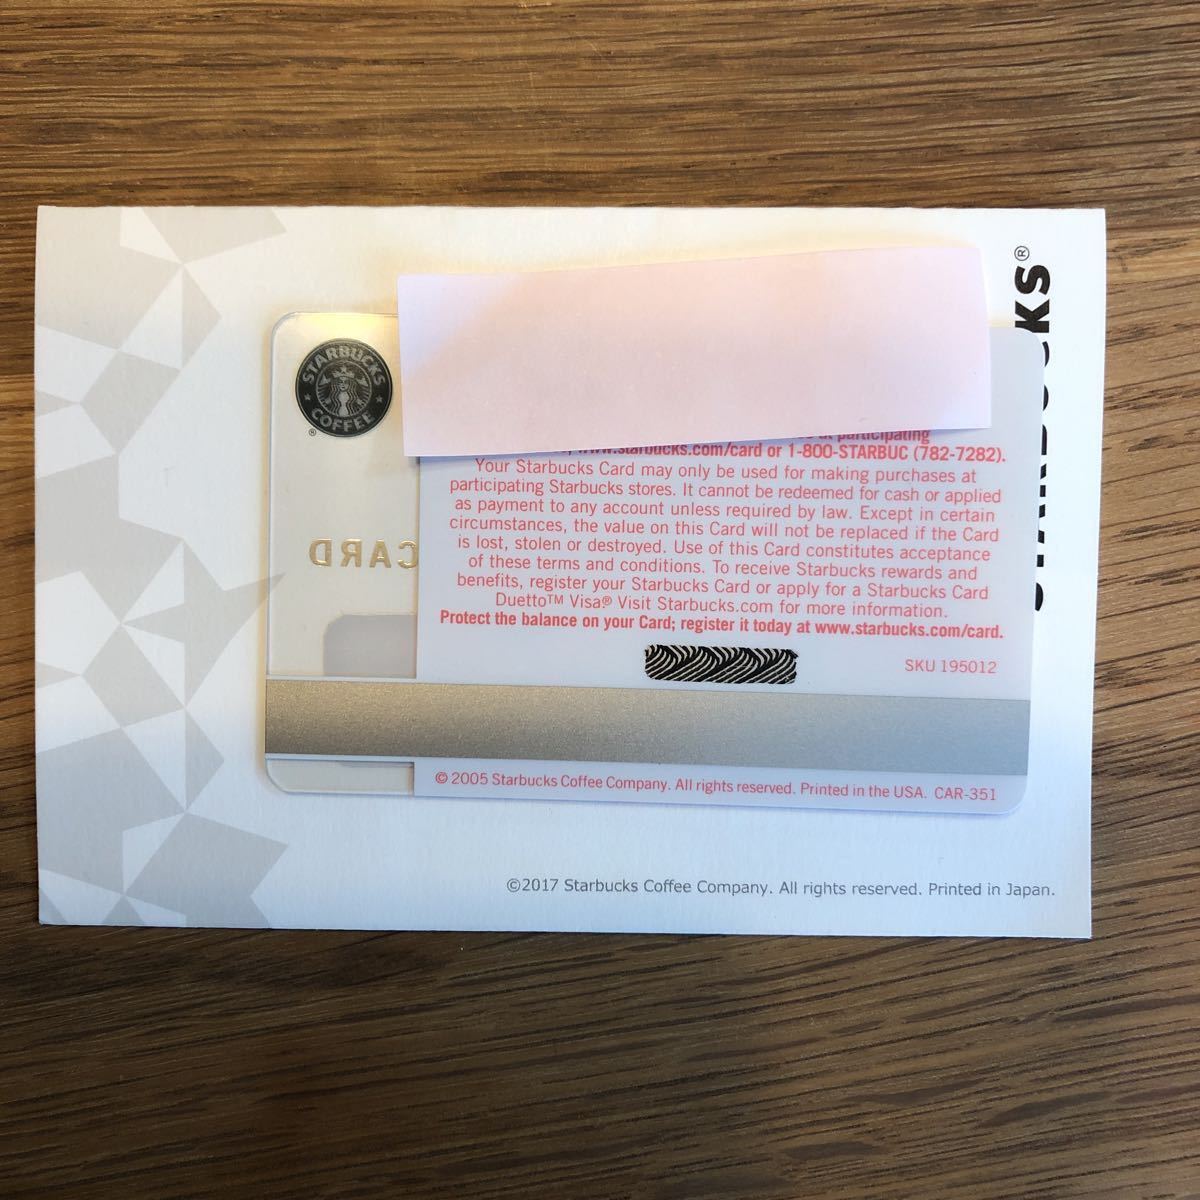 STARBUCKS®
STARBUCKS
COFFEE
®
CARD
at participating
www.starbucks.com/card or 1-800-STARBUC (782-7282).
Your Starbucks Card may only be used for making purchases at
participating Starbucks stores. It cannot be redeemed for cash or applied
as payment to any account unless required by law. Except in certain
circumstances, the value on this Card will not be replaced if the Card
is lost, stolen or destroyed. Use of this Card constitutes acceptance
of these terms and conditions. To receive Starbucks rewards and
benefits, register your Starbucks Card or apply for a Starbucks Card
Duetto™ Visa® Visit Starbucks.com for more information.
Protect the balance on your Card; register it today at www.starbucks.com/card.
SKU 195012
© 2005 Starbucks Coffee Company. All rights reserved. Printed in the USA. CAR-351
©2017 Starbucks Coffee Company. All rights reserved. Printed in Japan.